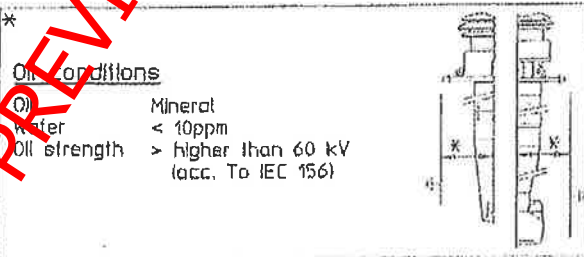 *
Oil Conditions
Oil Mineral
Water < 10ppm
Oil strength > higher than 60 kV
(acc. To IEC 156)
* *